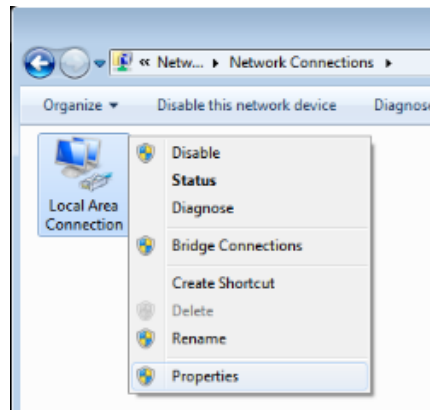 « Netw... ▸ Network Connections ▸
Organize ▾ Disable this network device Diagnose
Local Area
Connection
Disable
Status
Diagnose
Bridge Connections
Create Shortcut
Delete
Rename
Properties